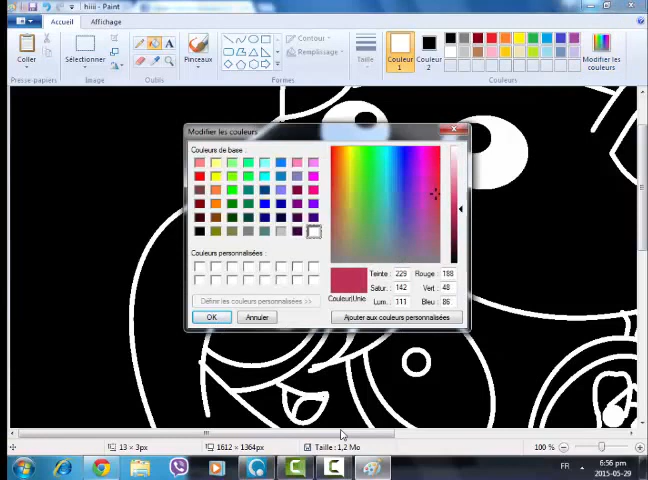 hiiii - Paint
Accueil
Affichage
Coller
Sélectionner
Pinceaux
Contour
Remplissage
Taille
Couleur 1
Couleur 2
Modifier les couleurs
Presse-papiers
Image
Outils
Formes
Couleurs
Modifier les couleurs
Couleurs de base :
Couleurs personnalisées :
Définir les couleurs personnalisées >>
OK
Annuler
Couleur|Unie
Teinte : 229
Rouge : 188
Satur. : 142
Vert : 48
Lum. : 111
Bleu : 86
Ajouter aux couleurs personnalisées
13 × 3px
1612 × 1364px
Taille : 1,2 Mo
100 %
FR
6:56 pm
2015-05-29